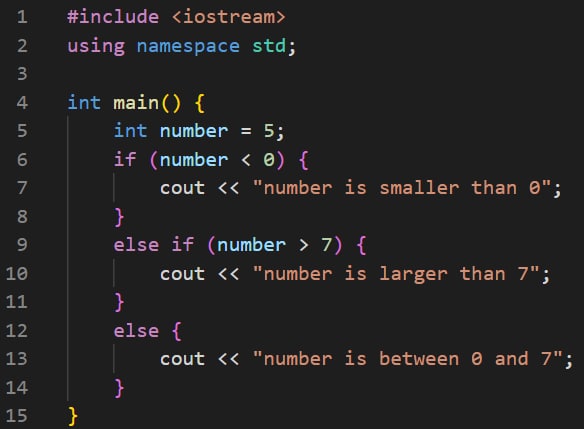 1 #include <iostream>
2 using namespace std;
3
4 int main() {
5     int number = 5;
6     if (number < 0) {
7         cout << "number is smaller than 0";
8     }
9     else if (number > 7) {
10         cout << "number is larger than 7";
11     }
12     else {
13         cout << "number is between 0 and 7";
14     }
15 }